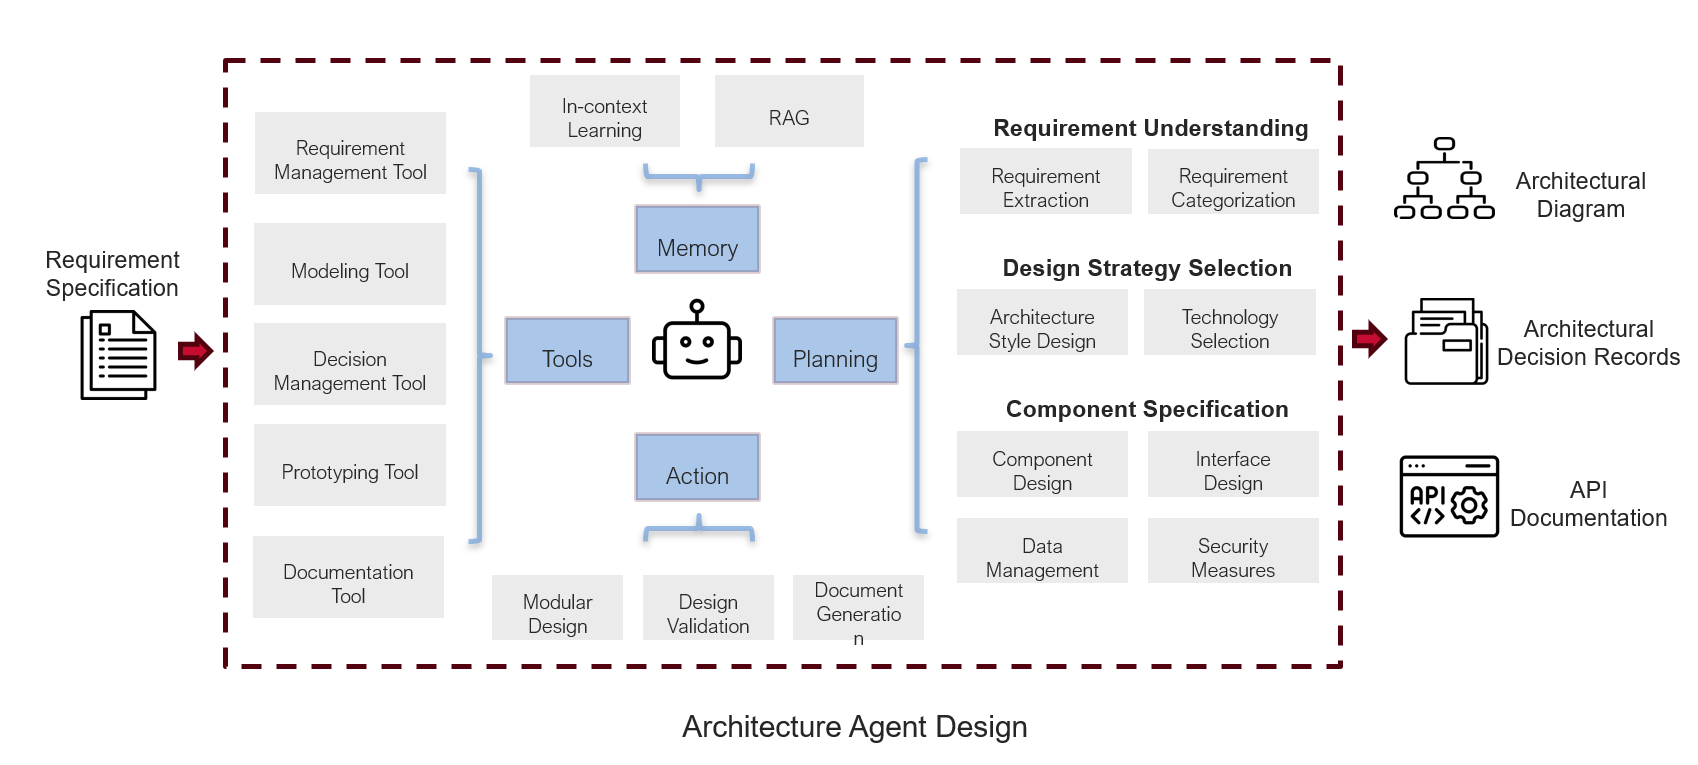 Requirement
Specification
Requirement
Management Tool
Modeling Tool
Decision
Management Tool
Prototyping Tool
Documentation
Tool
In-context
Learning
RAG
Memory
Tools
Planning
Action
Modular
Design
Design
Validation
Document
Generatio
n
Requirement Understanding
Requirement
Extraction
Requirement
Categorization
Design Strategy Selection
Architecture
Style Design
Technology
Selection
Component Specification
Component
Design
Interface
Design
Data
Management
Security
Measures
Architectural
Diagram
Architectural
Decision Records
API
</>
API
Documentation
Architecture Agent Design